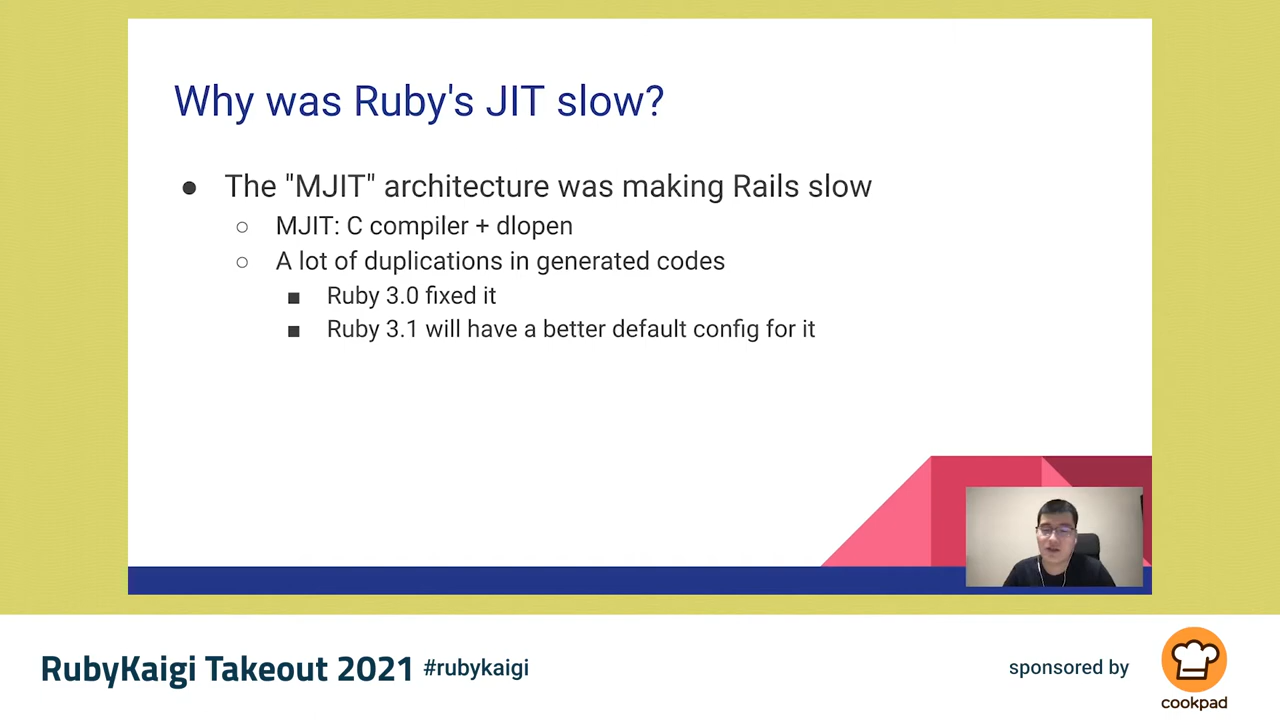 Why was Ruby's JIT slow?
● The "MJIT" architecture was making Rails slow
○ MJIT: C compiler + dlopen
○ A lot of duplications in generated codes
■ Ruby 3.0 fixed it
■ Ruby 3.1 will have a better default config for it
RubyKaigi Takeout 2021 #rubykaigi
sponsored by
cookpad